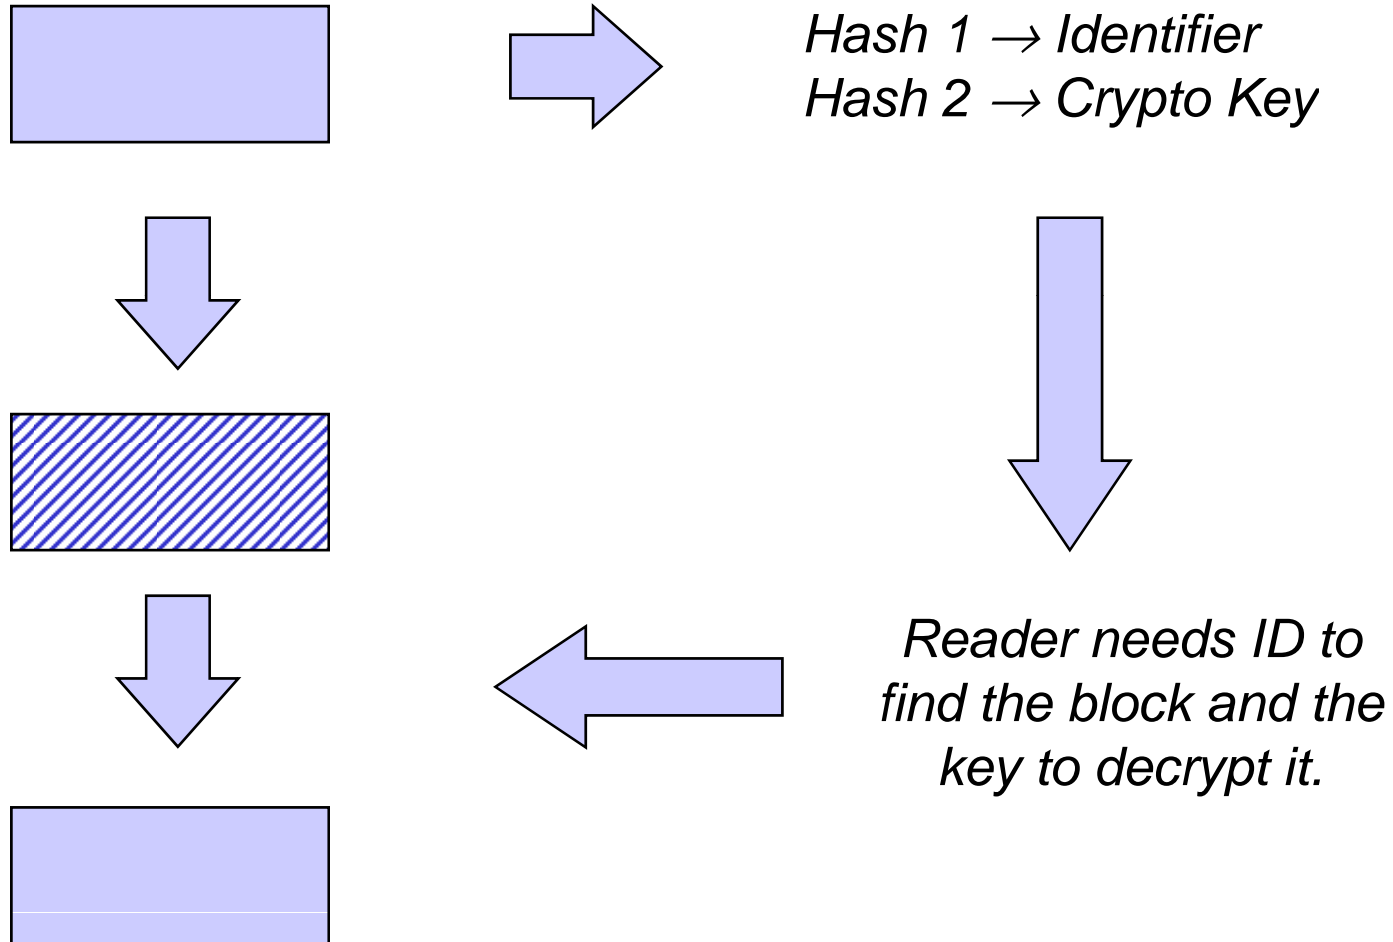 Hash 1 → Identifier
Hash 2 → Crypto Key
Reader needs ID to
find the block and the
key to decrypt it.